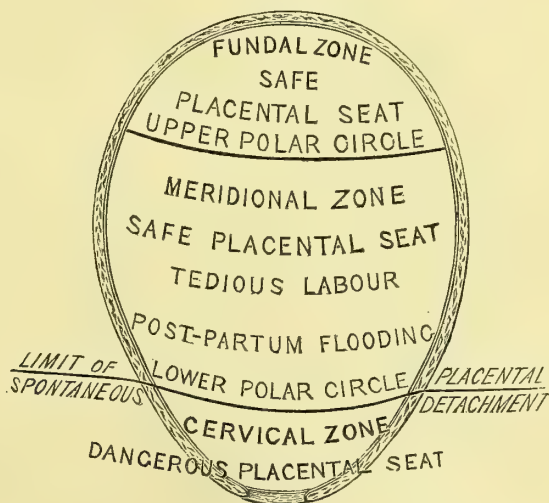 FUNDAL ZONE
SAFE
PLACENTAL SEAT
UPPER POLAR CIRCLE
MERIDIONAL ZONE
SAFE PLACENTAL SEAT
TEDIOUS LABOUR
POST-PARTUM FLOODING
LIMIT OF
SPONTANEOUS
LOWER POLAR CIRCLE
PLACENTAL
DETACHMENT
CERVICAL ZONE
DANGEROUS PLACENTAL SEAT